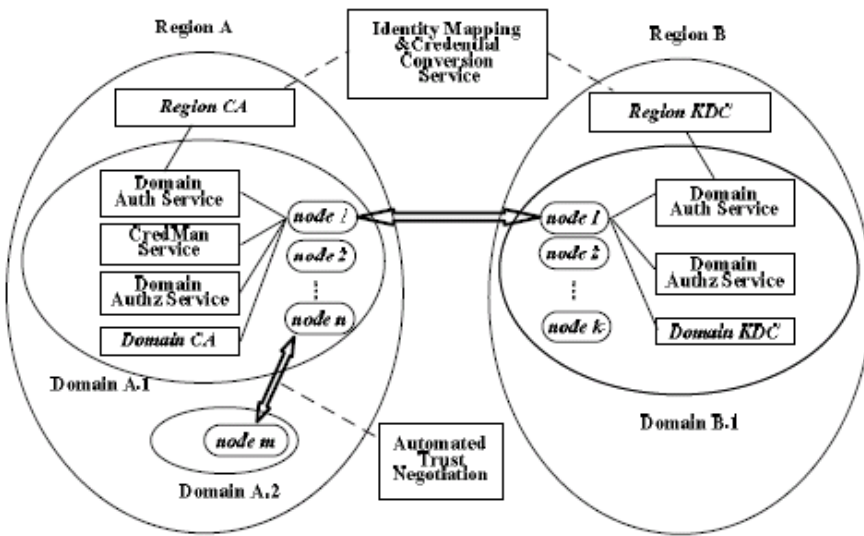 Region A
Identity Mapping
&Credential
Conversion
Service
Region B
Region CA
Region KDC
Domain
Auth Service
CredMan
Service
Domain
Authz Service
Domain CA
node 1
node 2
node n
node 1
node 2
node k
Domain
Auth Service
Domain
Authz Service
Domain KDC
Domain A.1
Domain B.1
node m
Domain A.2
Automated
Trust
Negotiation